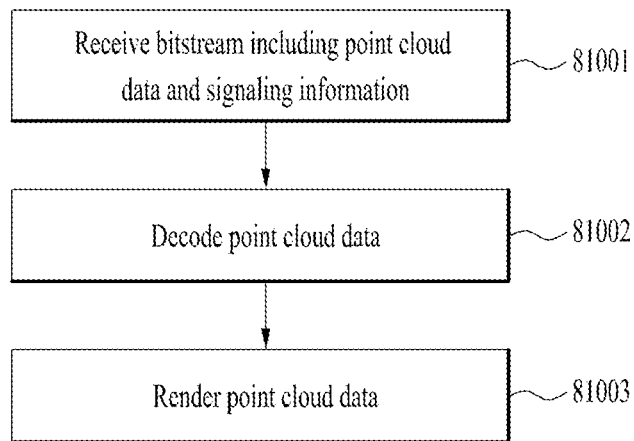 Receive bitstream including point cloud
data and signaling information
81001
Decode point cloud data
81002
Render point cloud data
81003